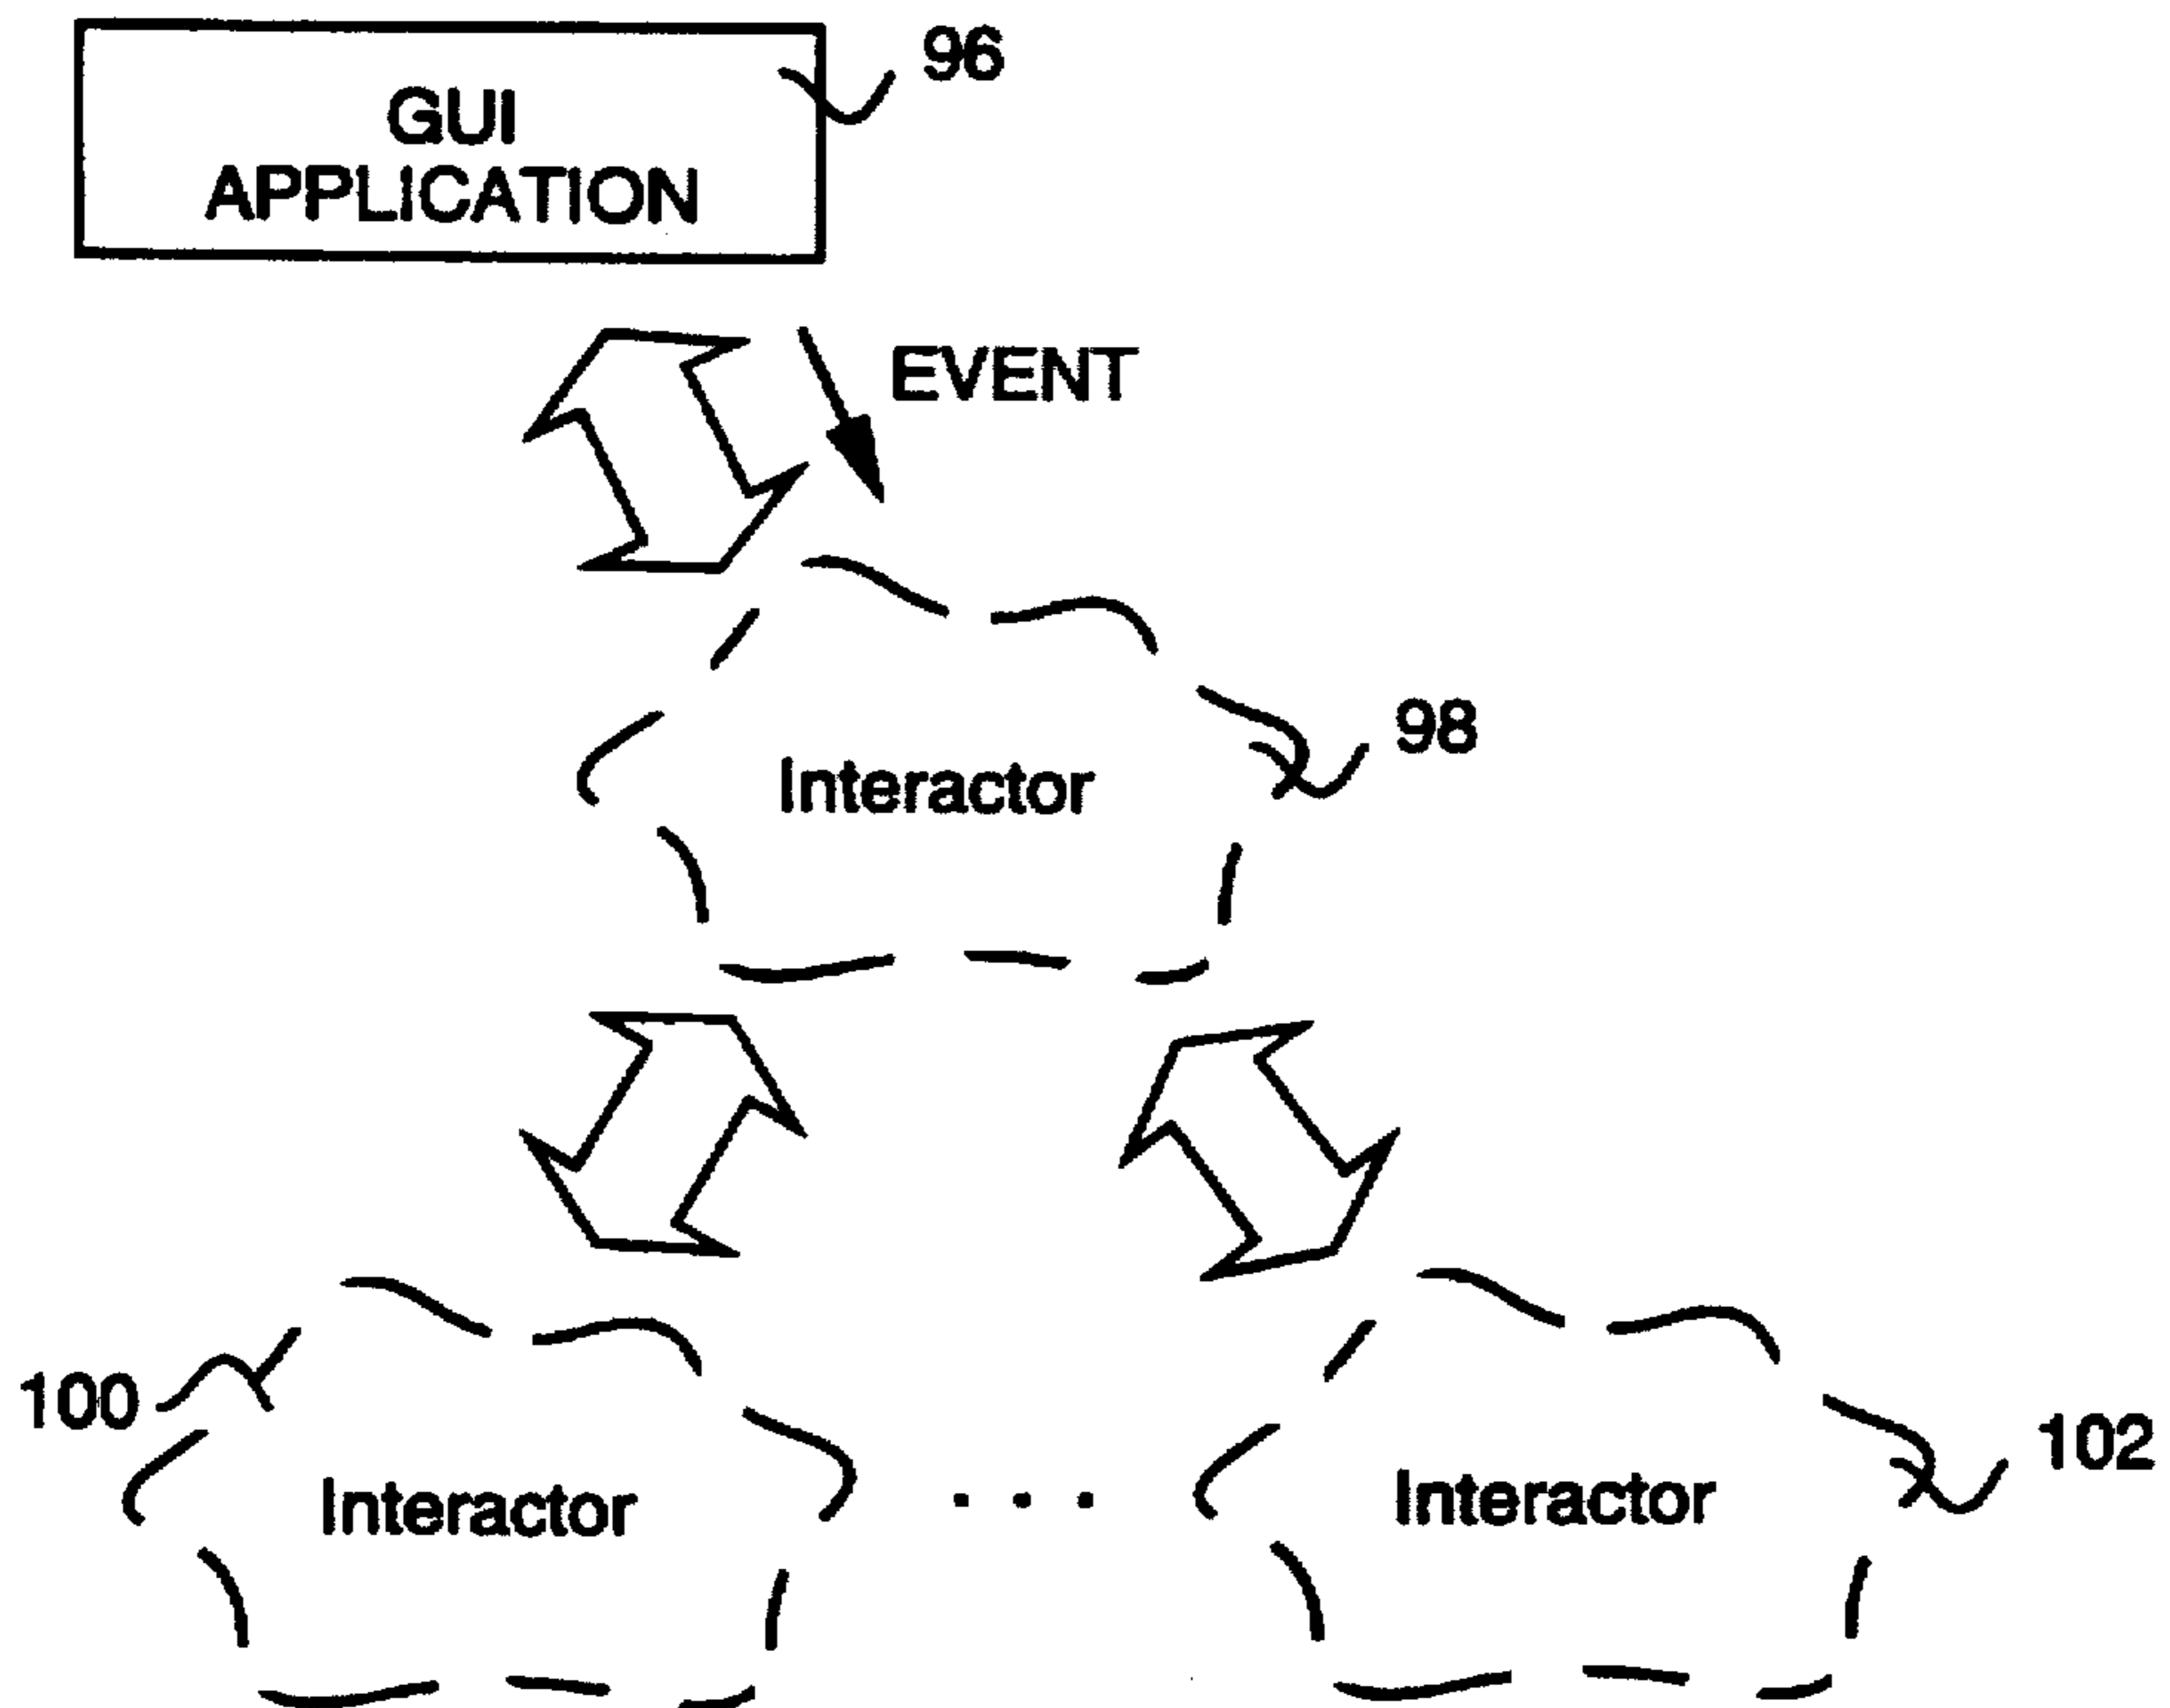 96
GUI
APPLICATION
EVENT
98
Interactor
100
102
Interactor
. . .
Interactor